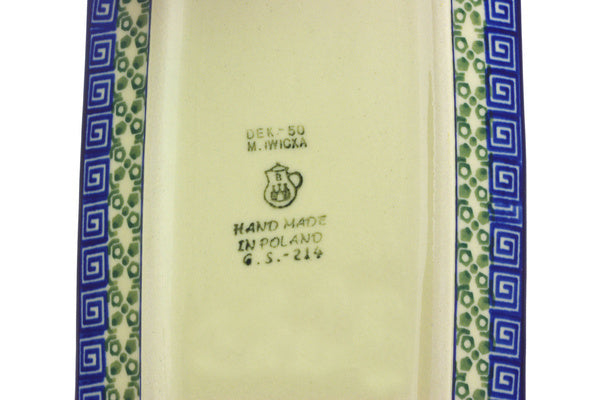 DEK.-50
M. IWICKA
B
HAND MADE
IN POLAND
G.S.-214